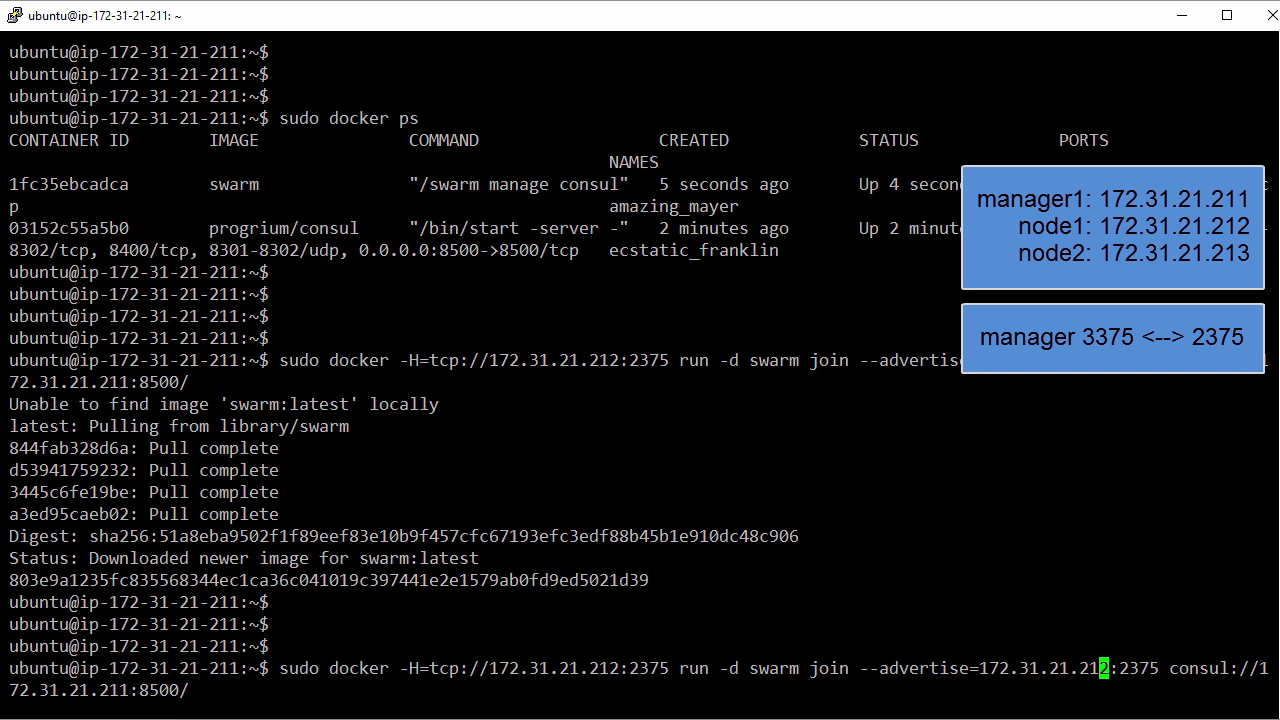 ubuntu@ip-172-31-21-211: ~
ubuntu@ip-172-31-21-211:~$
ubuntu@ip-172-31-21-211:~$
ubuntu@ip-172-31-21-211:~$
ubuntu@ip-172-31-21-211:~$ sudo docker ps
CONTAINER ID        IMAGE               COMMAND                  CREATED             STATUS              PORTS
NAMES
1fc35ebcadca        swarm               "/swarm manage consul"   5 seconds ago       Up 4 secon c
p                                                           amazing_mayer
03152c55a5b0        progrium/consul     "/bin/start -server -"   2 minutes ago       Up 2 minut -
8302/tcp, 8400/tcp, 8301-8302/udp, 0.0.0.0:8500->8500/tcp   ecstatic_franklin
manager1: 172.31.21.211
node1: 172.31.21.212
node2: 172.31.21.213
manager 3375 <--> 2375
ubuntu@ip-172-31-21-211:~$
ubuntu@ip-172-31-21-211:~$
ubuntu@ip-172-31-21-211:~$
ubuntu@ip-172-31-21-211:~$
ubuntu@ip-172-31-21-211:~$ sudo docker -H=tcp://172.31.21.212:2375 run -d swarm join --advertise= 1
72.31.21.211:8500/
Unable to find image 'swarm:latest' locally
latest: Pulling from library/swarm
844fab328d6a: Pull complete
d53941759232: Pull complete
3445c6fe19be: Pull complete
a3ed95caeb02: Pull complete
Digest: sha256:51a8eba9502f1f89eef83e10b9f457cfc67193efc3edf88b45b1e910dc48c906
Status: Downloaded newer image for swarm:latest
803e9a1235fc835568344ec1ca36c041019c397441e2e1579ab0fd9ed5021d39
ubuntu@ip-172-31-21-211:~$
ubuntu@ip-172-31-21-211:~$
ubuntu@ip-172-31-21-211:~$
ubuntu@ip-172-31-21-211:~$ sudo docker -H=tcp://172.31.21.212:2375 run -d swarm join --advertise=172.31.21.212:2375 consul://1
72.31.21.211:8500/